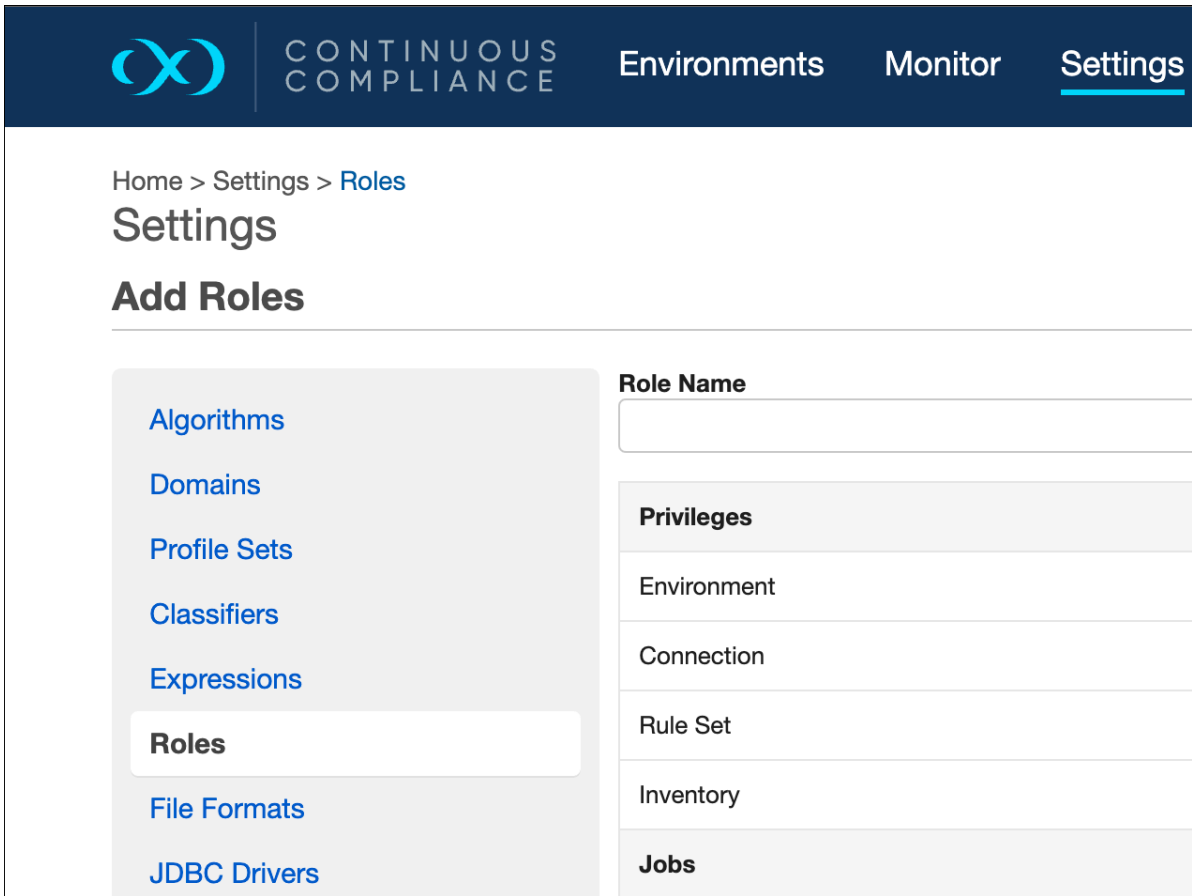 CONTINUOUS
COMPLIANCE
Environments
Monitor
Settings
Home > Settings > Roles
Settings
Add Roles
Algorithms
Domains
Profile Sets
Classifiers
Expressions
Roles
File Formats
JDBC Drivers
Role Name
Privileges
Environment
Connection
Rule Set
Inventory
Jobs